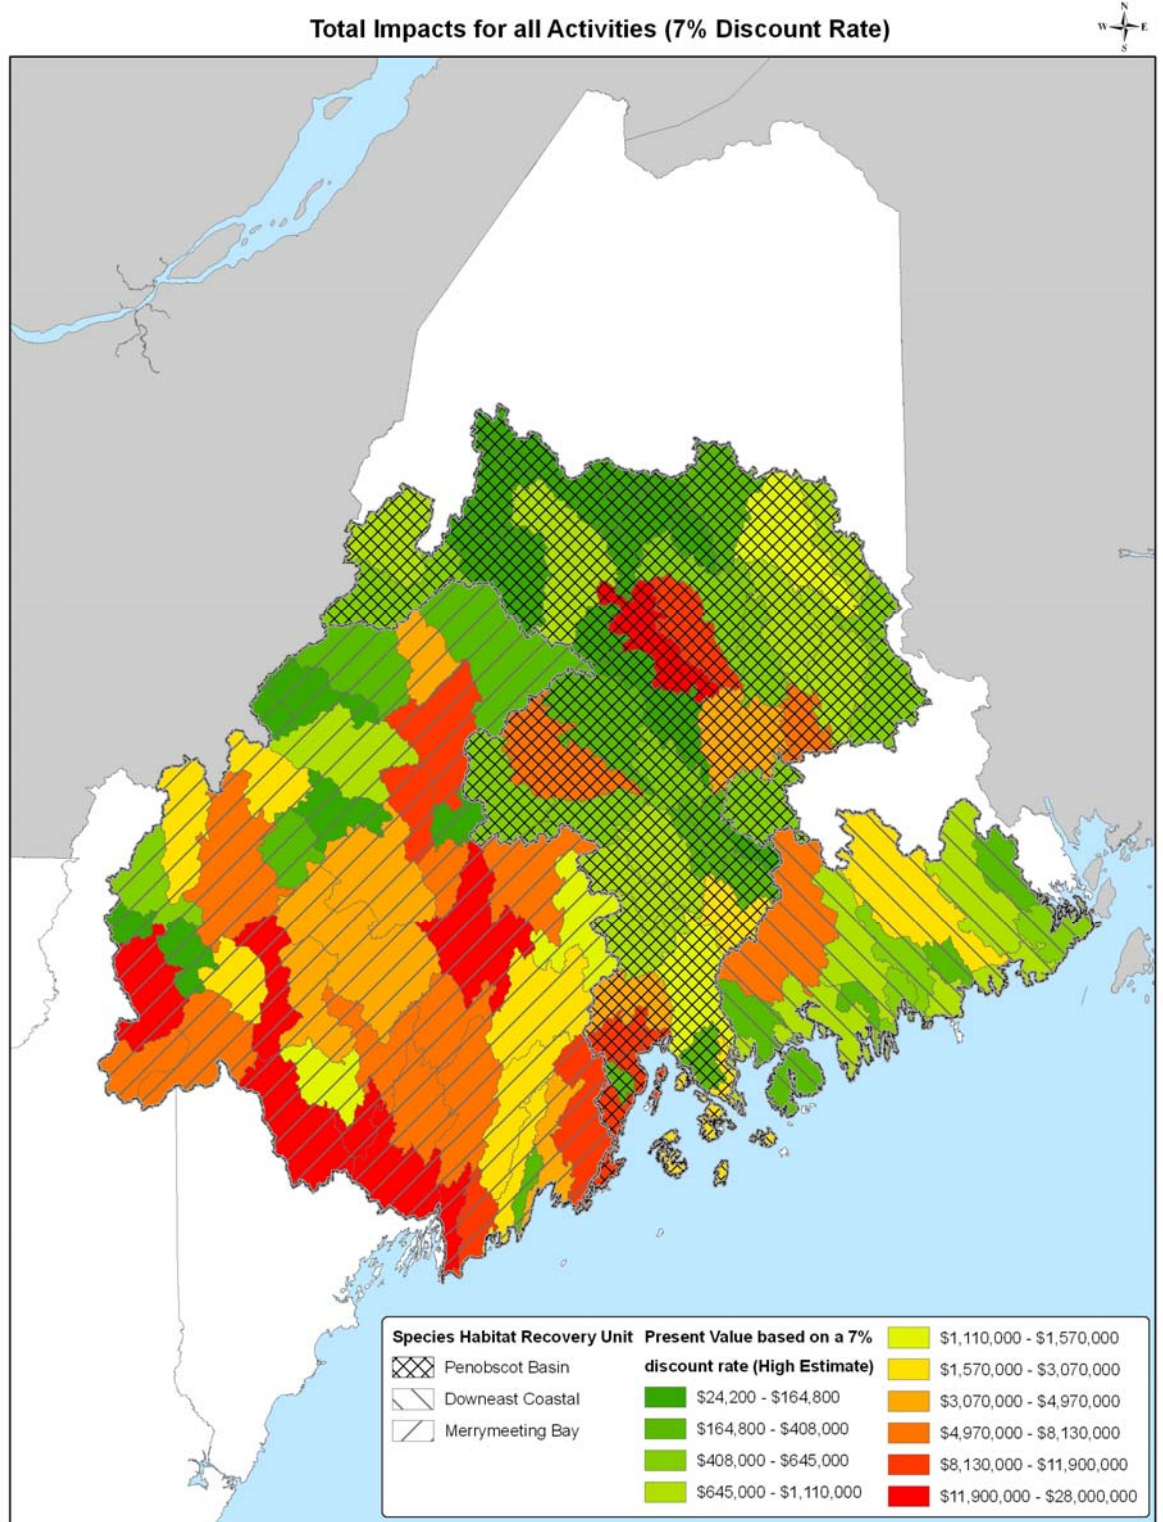 Total Impacts for all Activities (7% Discount Rate)
N
W E
S
Species Habitat Recovery Unit
Penobscot Basin
Downeast Coastal
Merrymeeting Bay
Present Value based on a 7%
discount rate (High Estimate)
$24,200 - $164,800
$164,800 - $408,000
$408,000 - $645,000
$645,000 - $1,110,000
$1,110,000 - $1,570,000
$1,570,000 - $3,070,000
$3,070,000 - $4,970,000
$4,970,000 - $8,130,000
$8,130,000 - $11,900,000
$11,900,000 - $28,000,000